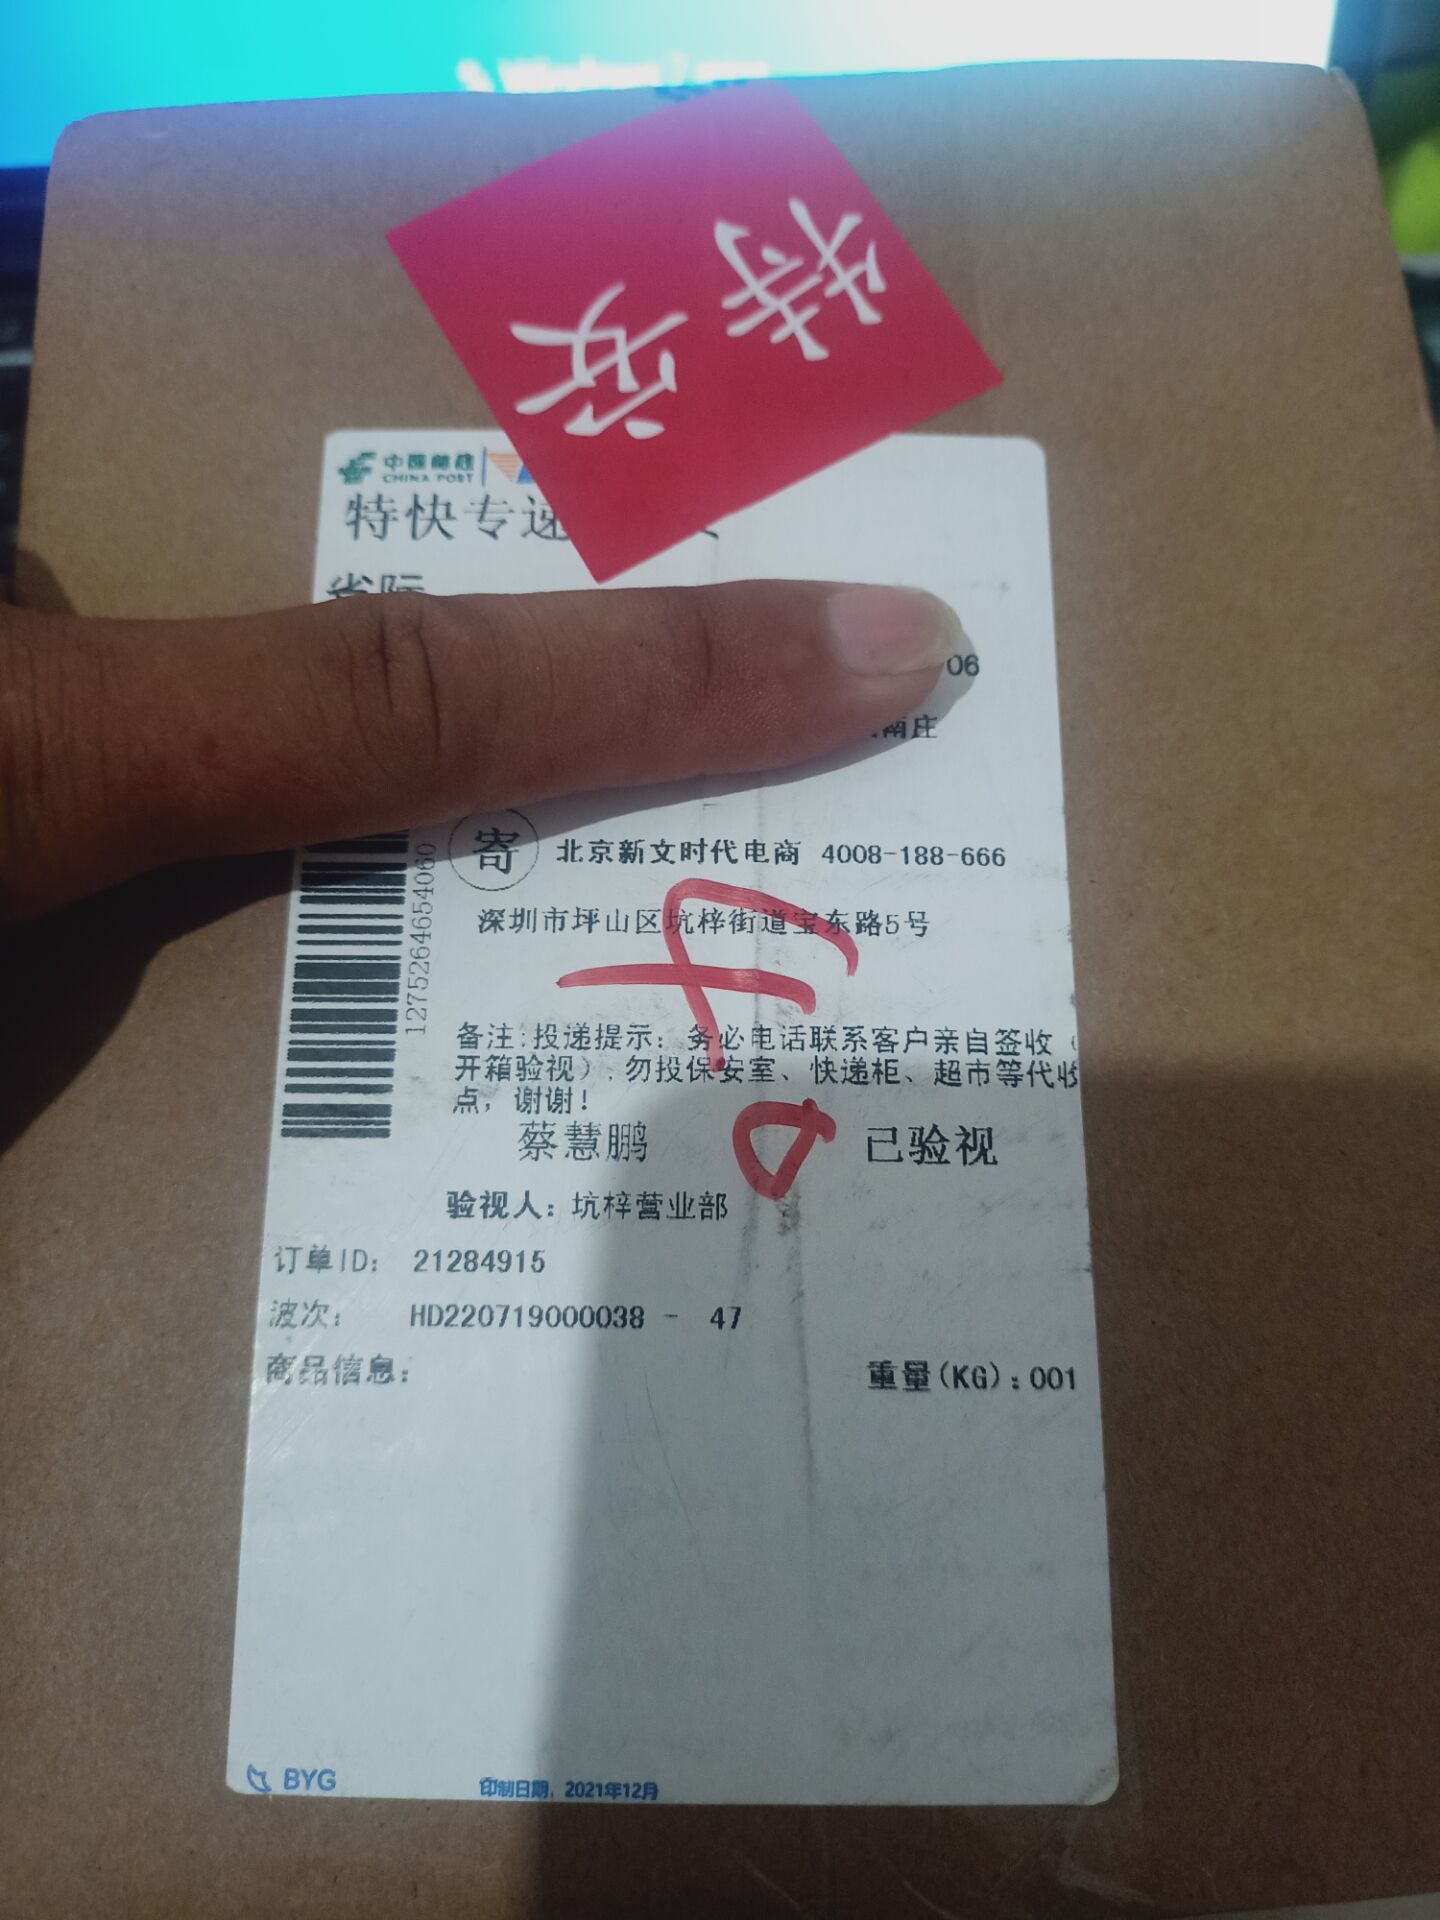 特安
中国邮政
CHINA POST
特快专递
省际
06
南庄
寄 北京新文时代电商 4008-188-666
深圳市坪山区坑梓街道宝东路5号
1275264654060
备注:投递提示：务必电话联系客户亲自签收（
开箱验视）,勿投保安室、快递柜、超市等代收
点，谢谢！
蔡慧鹏 已验视
验视人：坑梓营业部
订单ID： 21284915
波次： HD220719000038 - 47
商品信息：
重量(KG)：001
BYG
印制日期，2021年12月